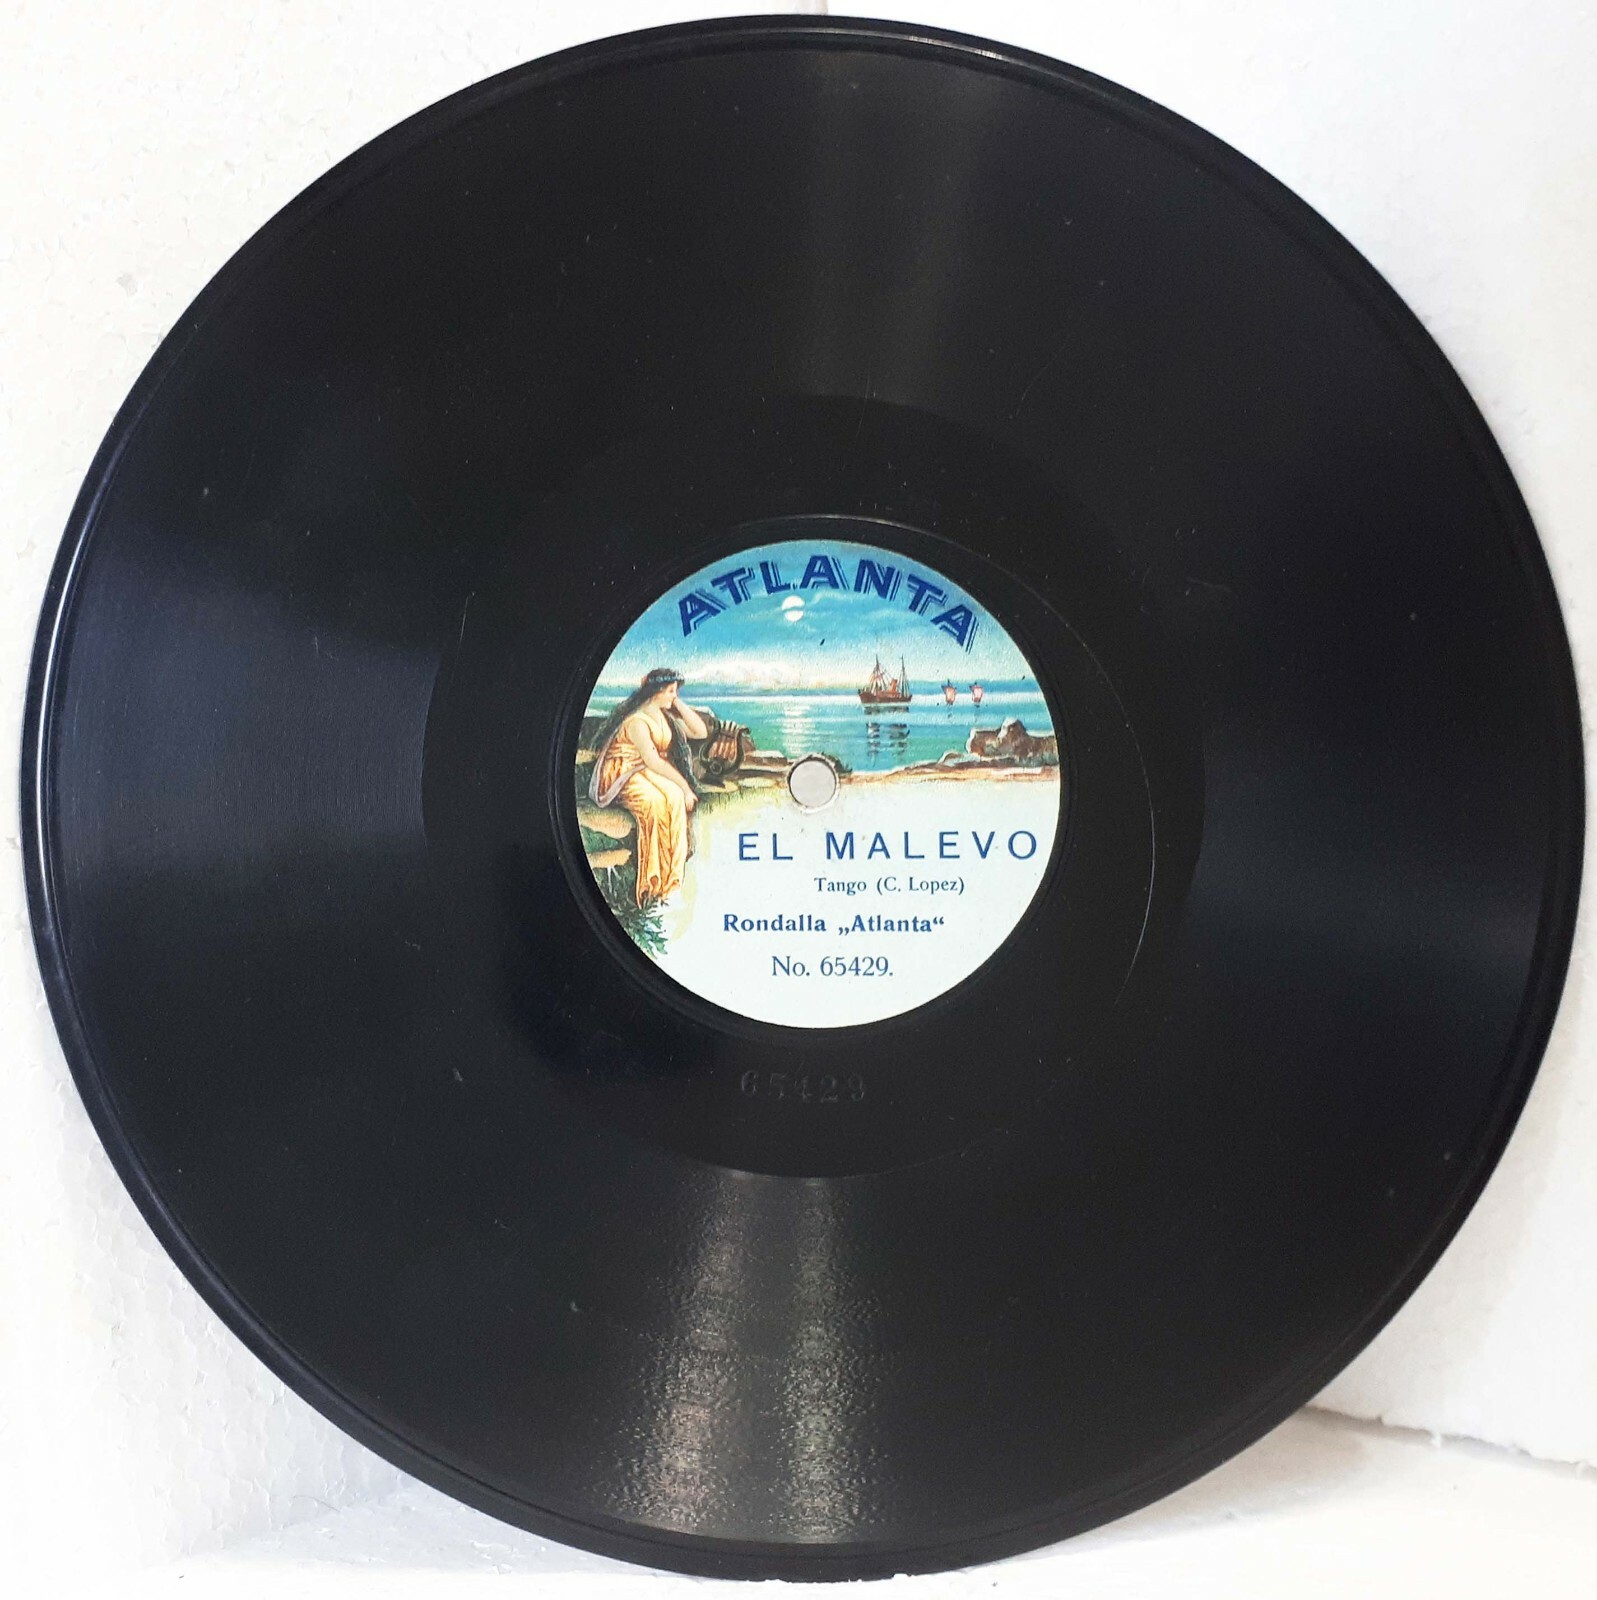 ATLANTA
EL MALEVO
Tango (C. Lopez)
Rondalla „Atlanta“
No. 65429.
65429